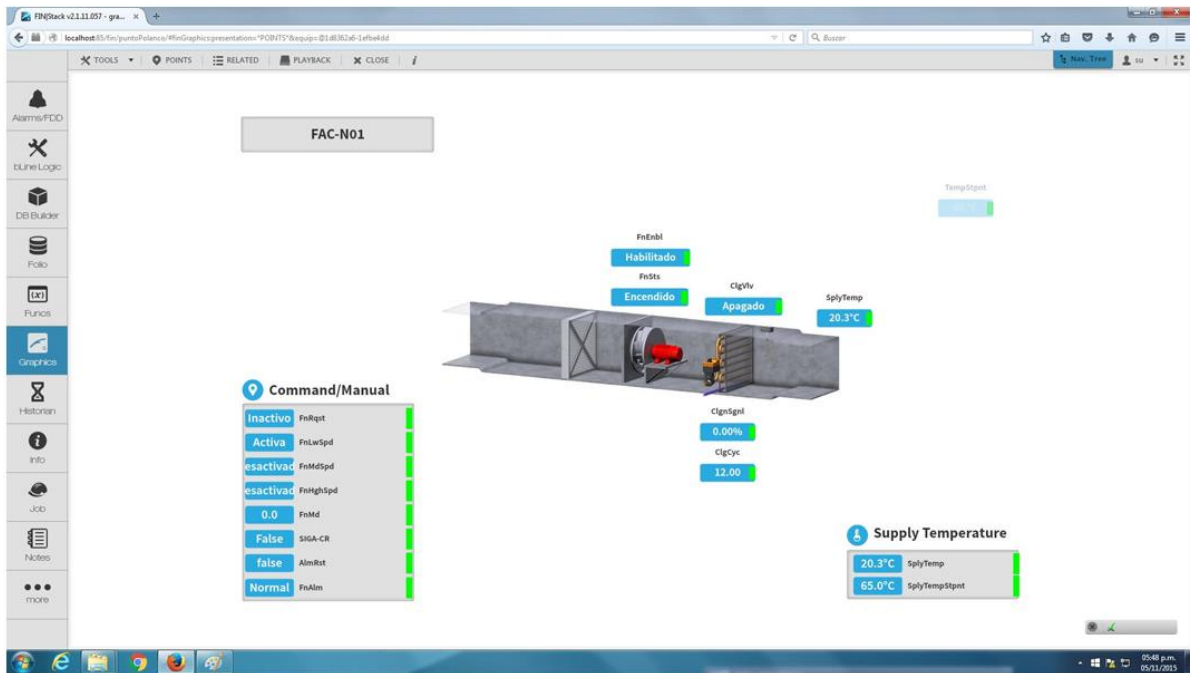 FIN|Stack v2.1.11.057 - gra...
localhost:85/fin/puntoPolanco/#finGraphics:presentation="POINTS"&equip=@1d8362a6-1efbe4dd
Buscar
TOOLS POINTS RELATED PLAYBACK CLOSE i Nav. Tree su
Alarms/FDD
bLine Logic
DB Builder
Folio
(x)
Funcs
Graphics
Historian
Info
Job
Notes
more
FAC-N01
TempStpnt
FnEnbl
Habilitado
FnSts
Encendido
ClgVlv
Apagado
SplyTemp
20.3°C
ClgnSgnl
0.00%
ClgCyc
12.00
Command/Manual
Inactivo FnRqst
Activa FnLwSpd
esactivad FnMdSpd
esactivad FnHghSpd
0.0 FnMd
False SIGA-CR
false AlmRst
Normal FnAlm
Supply Temperature
20.3°C SplyTemp
65.0°C SplyTempStpnt
05:48 p.m.
05/11/2015